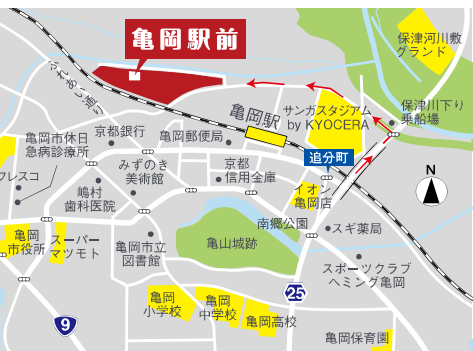 亀岡駅前
保津河川敷
グランド
ふれあい通り
亀岡駅
サンガスタジアム
by KYOCERA
保津川下り
乗船場
亀岡市休日
急病診療所
京都銀行
亀岡郵便局
追分町
フレスコ
みずのき
美術館
京都
信用金庫
イオン
亀岡店
N
嶋村
歯科医院
南郷公園
スギ薬局
亀岡
市役所
スーパー
マツモト
亀岡市立
図書館
亀山城跡
スポーツクラブ
ヘミング亀岡
亀岡
小学校
亀岡
中学校
亀岡高校
25
9
亀岡保育園